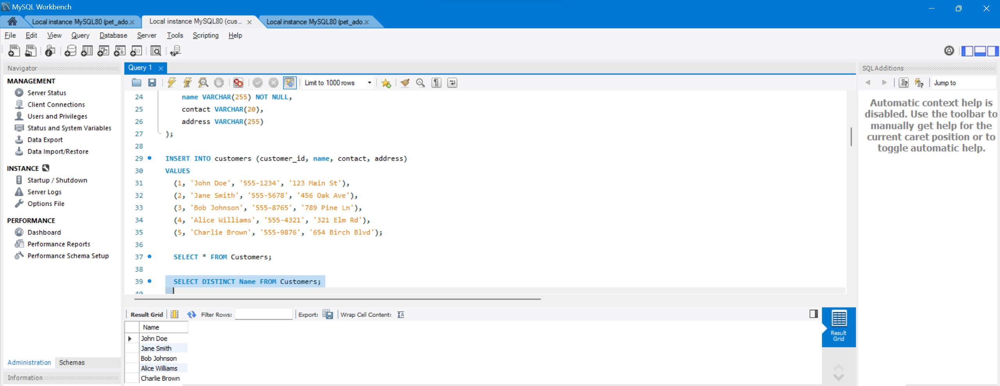 MySQL Workbench
Local instance MySQL80 (pet_ado.
Local instance MySQL80 (cus...
Local instance MySQL80 (pet_ado.
File Edit View Query Database Server Tools Scripting Help
Navigator
MANAGEMENT
Server Status
Client Connections
Users and Privileges
Status and System Variables
Data Export
Data Import/Restore
INSTANCE
Startup / Shutdown
Server Logs
Options File
PERFORMANCE
Dashboard
Performance Reports
Performance Schema Setup
Administration Schemas
Information
Query 1
Limit to 1000 rows
24 name VARCHAR(255) NOT NULL,
25 contact VARCHAR(20),
26 address VARCHAR(255)
27 );
28
29 INSERT INTO customers (customer_id, name, contact, address)
30 VALUES
31 (1, 'John Doe', '555-1234', '123 Main St'),
32 (2, 'Jane Smith', '555-5678', '456 Oak Ave'),
33 (3, 'Bob Johnson', '555-8765', '789 Pine Ln'),
34 (4, 'Alice Williams', '555-4321', '321 Elm Rd'),
35 (5, 'Charlie Brown', '555-9876', '654 Birch Blvd');
36
37 SELECT * FROM Customers;
38
39 SELECT DISTINCT Name FROM Customers;
40
Result Grid Filter Rows: Export: Wrap Cell Content:
Name
John Doe
Jane Smith
Bob Johnson
Alice Williams
Charlie Brown
Result
Grid
SQLAdditions
Jump to
Automatic context help is
disabled. Use the toolbar to
manually get help for the
current caret position or to
toggle automatic help.